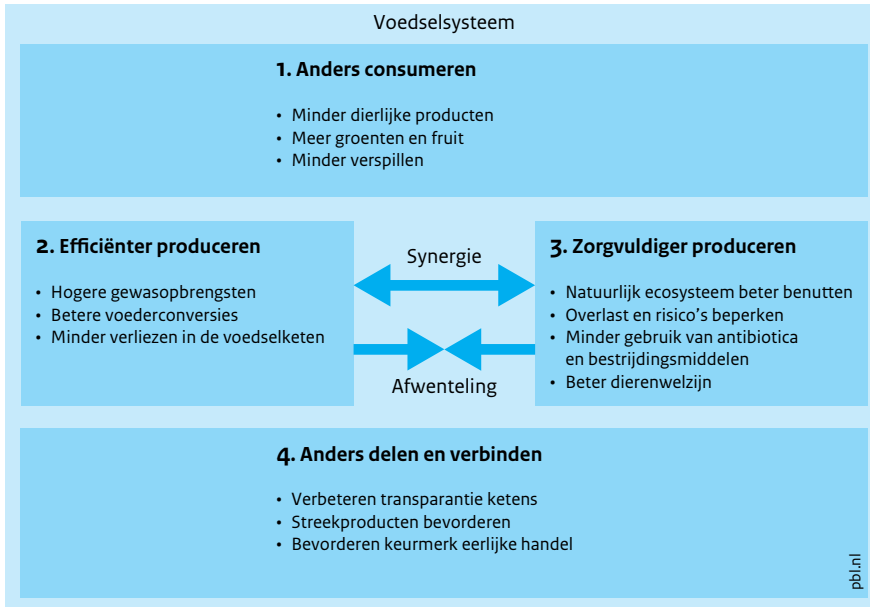 Voedselsysteem
1. Anders consumeren
• Minder dierlijke producten
• Meer groenten en fruit
• Minder verspillen
2. Efficiënter produceren
• Hogere gewasopbrengsten
• Betere voederconversies
• Minder verliezen in de voedselketen
Synergie
Afwenteling
3. Zorgvuldiger produceren
• Natuurlijk ecosysteem beter benutten
• Overlast en risico's beperken
• Minder gebruik van antibiotica
en bestrijdingsmiddelen
• Beter dierenwelzijn
4. Anders delen en verbinden
• Verbeteren transparantie ketens
• Streekproducten bevorderen
• Bevorderen keurmerk eerlijke handel
pbl.nl